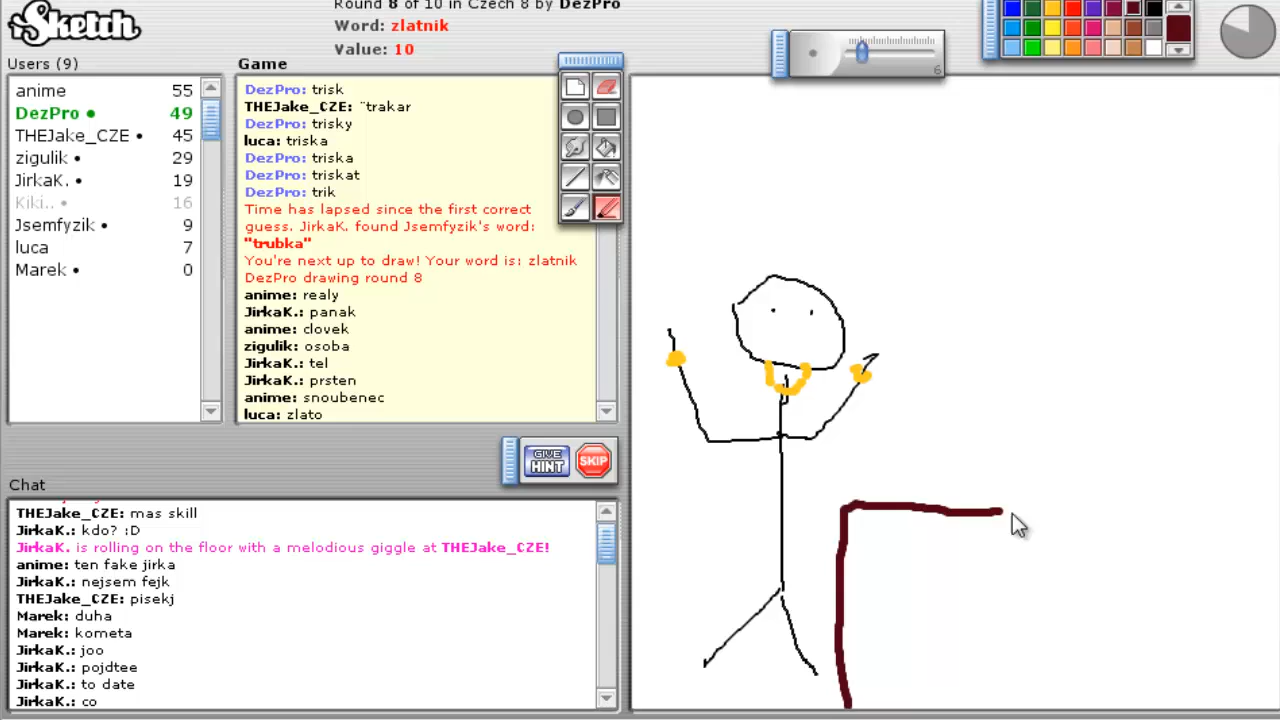 iSketch
Round 8 of 10 in Czech 8 by DezPro
Word: zlatnik
Value: 10
Users (9)
anime 55
DezPro • 49
THEJake_CZE • 45
zigulik • 29
JirkaK. • 19
Kiki.. • 16
Jsemfyzik • 9
luca 7
Marek • 0
Game
DezPro: trisk
THEJake_CZE: ¨trakar
DezPro: trisky
luca: triska
DezPro: triska
DezPro: triskat
DezPro: trik
Time has lapsed since the first correct
guess. JirkaK. found Jsemfyzik's word:
"trubka"
You're next up to draw! Your word is: zlatnik
DezPro drawing round 8
anime: realy
JirkaK.: panak
anime: clovek
zigulik: osoba
JirkaK.: tel
JirkaK.: prsten
anime: snoubenec
luca: zlato
GIVE
HINT
SKIP
6
Chat
THEJake_CZE: mas skill
JirkaK.: kdo? :D
JirkaK. is rolling on the floor with a melodious giggle at THEJake_CZE!
anime: ten fake jirka
JirkaK.: nejsem fejk
THEJake_CZE: pisekj
Marek: duha
Marek: kometa
JirkaK.: joo
JirkaK.: pojdtee
JirkaK.: to date
JirkaK.: co